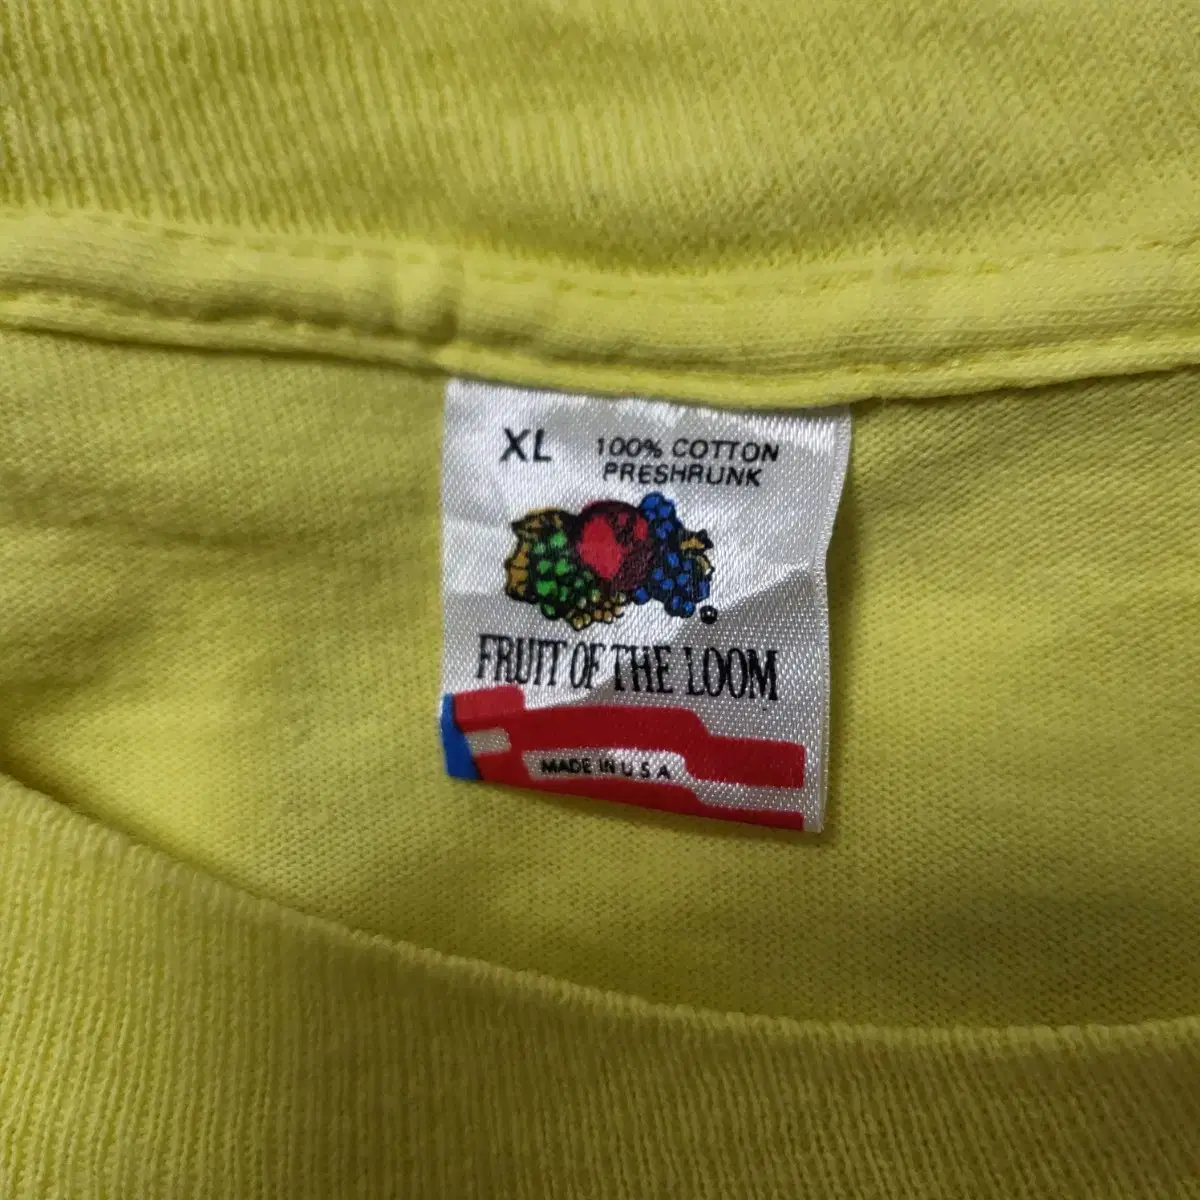 XL 100% COTTON
PRESHRUNK
®
FRUIT OF THE LOOM
MADE IN U S A